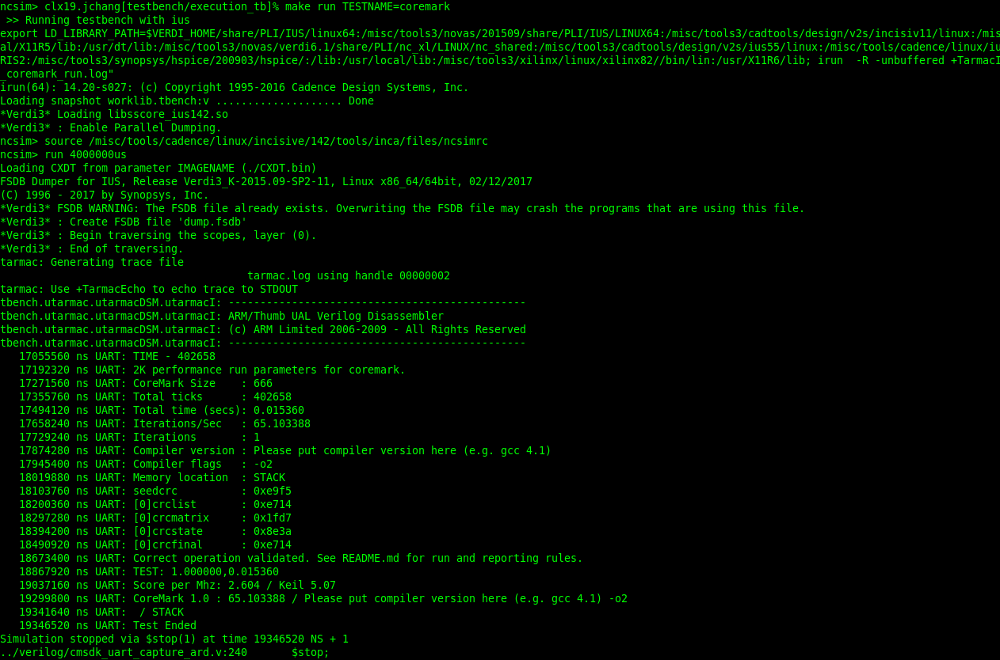 ncsim> clx19.jchang[testbench/execution_tb]% make run TESTNAME=coremark
>> Running testbench with ius
export LD_LIBRARY_PATH=$VERDI_HOME/share/PLI/IUS/linux64:/misc/tools3/novas/201509/share/PLI/IUS/LINUX64:/misc/tools3/cadtools/design/v2s/incisiv11/linux:/mis
al/X11R5/lib:/usr/dt/lib:/misc/tools3/novas/verdi6.1/share/PLI/nc_xl/LINUX/nc_shared:/misc/tools3/cadtools/design/v2s/ius55/linux:/misc/tools/cadence/linux/iu
RIS2:/misc/tools3/synopsys/hspice/200903/hspice/:/lib:/usr/local/lib:/misc/tools3/xilinx/linux/xilinx82//bin/lin:/usr/X11R6/lib; irun  -R -unbuffered +TarmacI
_coremark_run.log"
irun(64): 14.20-s027: (c) Copyright 1995-2016 Cadence Design Systems, Inc.
Loading snapshot worklib.tbench:v .................... Done
*Verdi3* Loading libsscore_ius142.so
*Verdi3* : Enable Parallel Dumping.
ncsim> source /misc/tools/cadence/linux/incisive/142/tools/inca/files/ncsimrc
ncsim> run 4000000us
Loading CXDT from parameter IMAGENAME (./CXDT.bin)
FSDB Dumper for IUS, Release Verdi3_K-2015.09-SP2-11, Linux x86_64/64bit, 02/12/2017
(C) 1996 - 2017 by Synopsys, Inc.
*Verdi3* FSDB WARNING: The FSDB file already exists. Overwriting the FSDB file may crash the programs that are using this file.
*Verdi3* : Create FSDB file 'dump.fsdb'
*Verdi3* : Begin traversing the scopes, layer (0).
*Verdi3* : End of traversing.
tarmac: Generating trace file
tarmac.log using handle 00000002
tarmac: Use +TarmacEcho to echo trace to STDOUT
tbench.utarmac.utarmacDSM.utarmacI: -----------------------------------------------
tbench.utarmac.utarmacDSM.utarmacI: ARM/Thumb UAL Verilog Disassembler
tbench.utarmac.utarmacDSM.utarmacI: (c) ARM Limited 2006-2009 - All Rights Reserved
tbench.utarmac.utarmacDSM.utarmacI: -----------------------------------------------
17055560 ns UART: TIME - 402658
17192320 ns UART: 2K performance run parameters for coremark.
17271560 ns UART: CoreMark Size    : 666
17355760 ns UART: Total ticks      : 402658
17494120 ns UART: Total time (secs): 0.015360
17658240 ns UART: Iterations/Sec   : 65.103388
17729240 ns UART: Iterations       : 1
17874280 ns UART: Compiler version : Please put compiler version here (e.g. gcc 4.1)
17945400 ns UART: Compiler flags   : -o2
18019880 ns UART: Memory location  : STACK
18103760 ns UART: seedcrc          : 0xe9f5
18200360 ns UART: [0]crclist       : 0xe714
18297280 ns UART: [0]crcmatrix     : 0x1fd7
18394200 ns UART: [0]crcstate      : 0x8e3a
18490920 ns UART: [0]crcfinal      : 0xe714
18673400 ns UART: Correct operation validated. See README.md for run and reporting rules.
18867920 ns UART: TEST: 1.000000,0.015360
19037160 ns UART: Score per Mhz: 2.604 / Keil 5.07
19299800 ns UART: CoreMark 1.0 : 65.103388 / Please put compiler version here (e.g. gcc 4.1) -o2
19341640 ns UART:  / STACK
19346520 ns UART: Test Ended
Simulation stopped via $stop(1) at time 19346520 NS + 1
../verilog/cmsdk_uart_capture_ard.v:240       $stop;